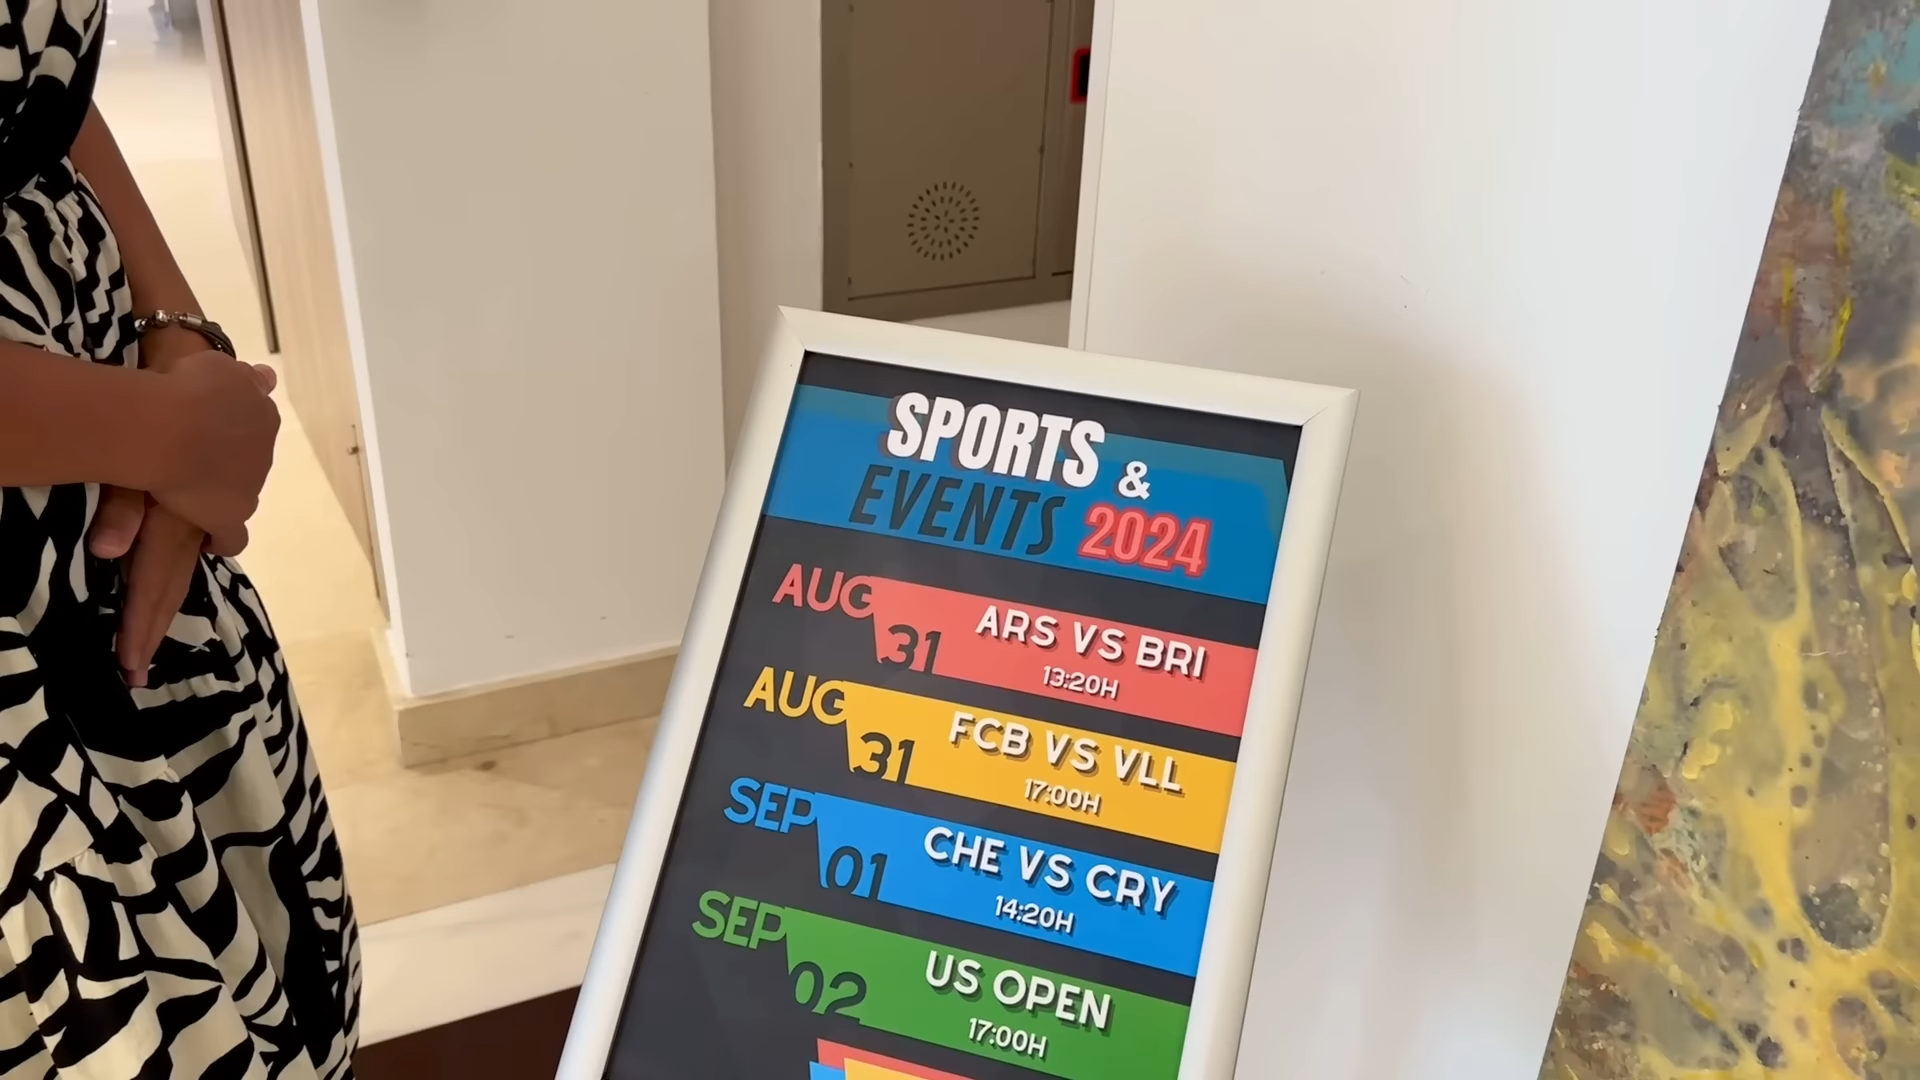 SPORTS &
EVENTS 2024
AUG 31 ARS VS BRI
13:20H
AUG 31 FCB VS VLL
17:00H
SEP 01 CHE VS CRY
14:20H
SEP 02 US OPEN
17:00H